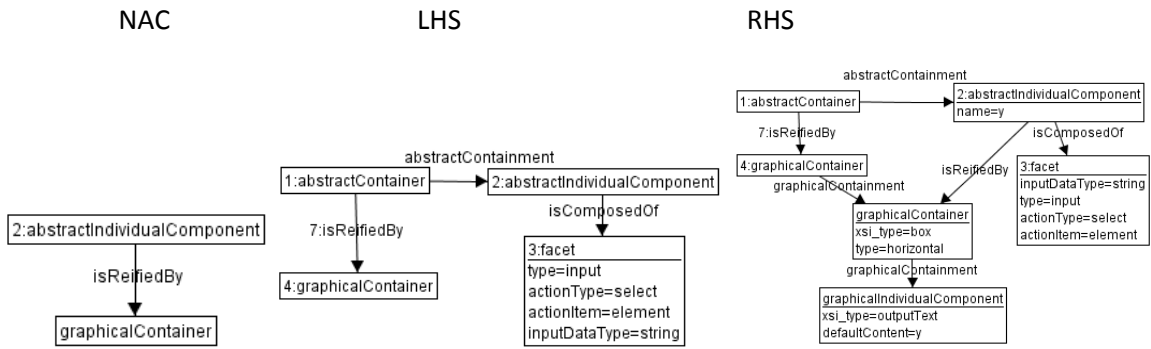 NAC
LHS
RHS
2:abstractIndividualComponent
isReifiedBy
graphicalContainer
abstractContainment
1:abstractContainer
2:abstractIndividualComponent
7:isReifiedBy
isComposedOf
4:graphicalContainer
3:facet
type=input
actionType=select
actionItem=element
inputDataType=string
abstractContainment
1:abstractContainer
2:abstractIndividualComponent
name=y
7:isReifiedBy
isComposedOf
4:graphicalContainer
isReifiedBy
3:facet
inputDataType=string
type=input
actionType=select
actionItem=element
graphicalContainment
graphicalContainer
xsi_type=box
type=horizontal
graphicalContainment
graphicalIndividualComponent
xsi_type=outputText
defaultContent=y